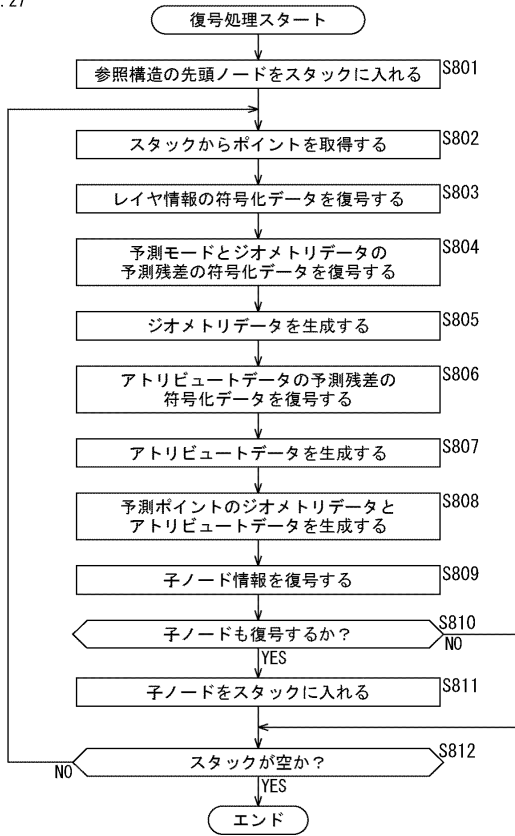 . 27
復号処理スタート
参照構造の先頭ノードをスタックに入れる
S801
スタックからポイントを取得する
S802
レイヤ情報の符号化データを復号する
S803
予測モードとジオメトリデータの
予測残差の符号化データを復号する
S804
ジオメトリデータを生成する
S805
アトリビュートデータの予測残差の
符号化データを復号する
S806
アトリビュートデータを生成する
S807
予測ポイントのジオメトリデータと
アトリビュートデータを生成する
S808
子ノード情報を復号する
S809
子ノードも復号するか?
S810
NO
YES
子ノードをスタックに入れる
S811
スタックが空か?
S812
NO
YES
エンド